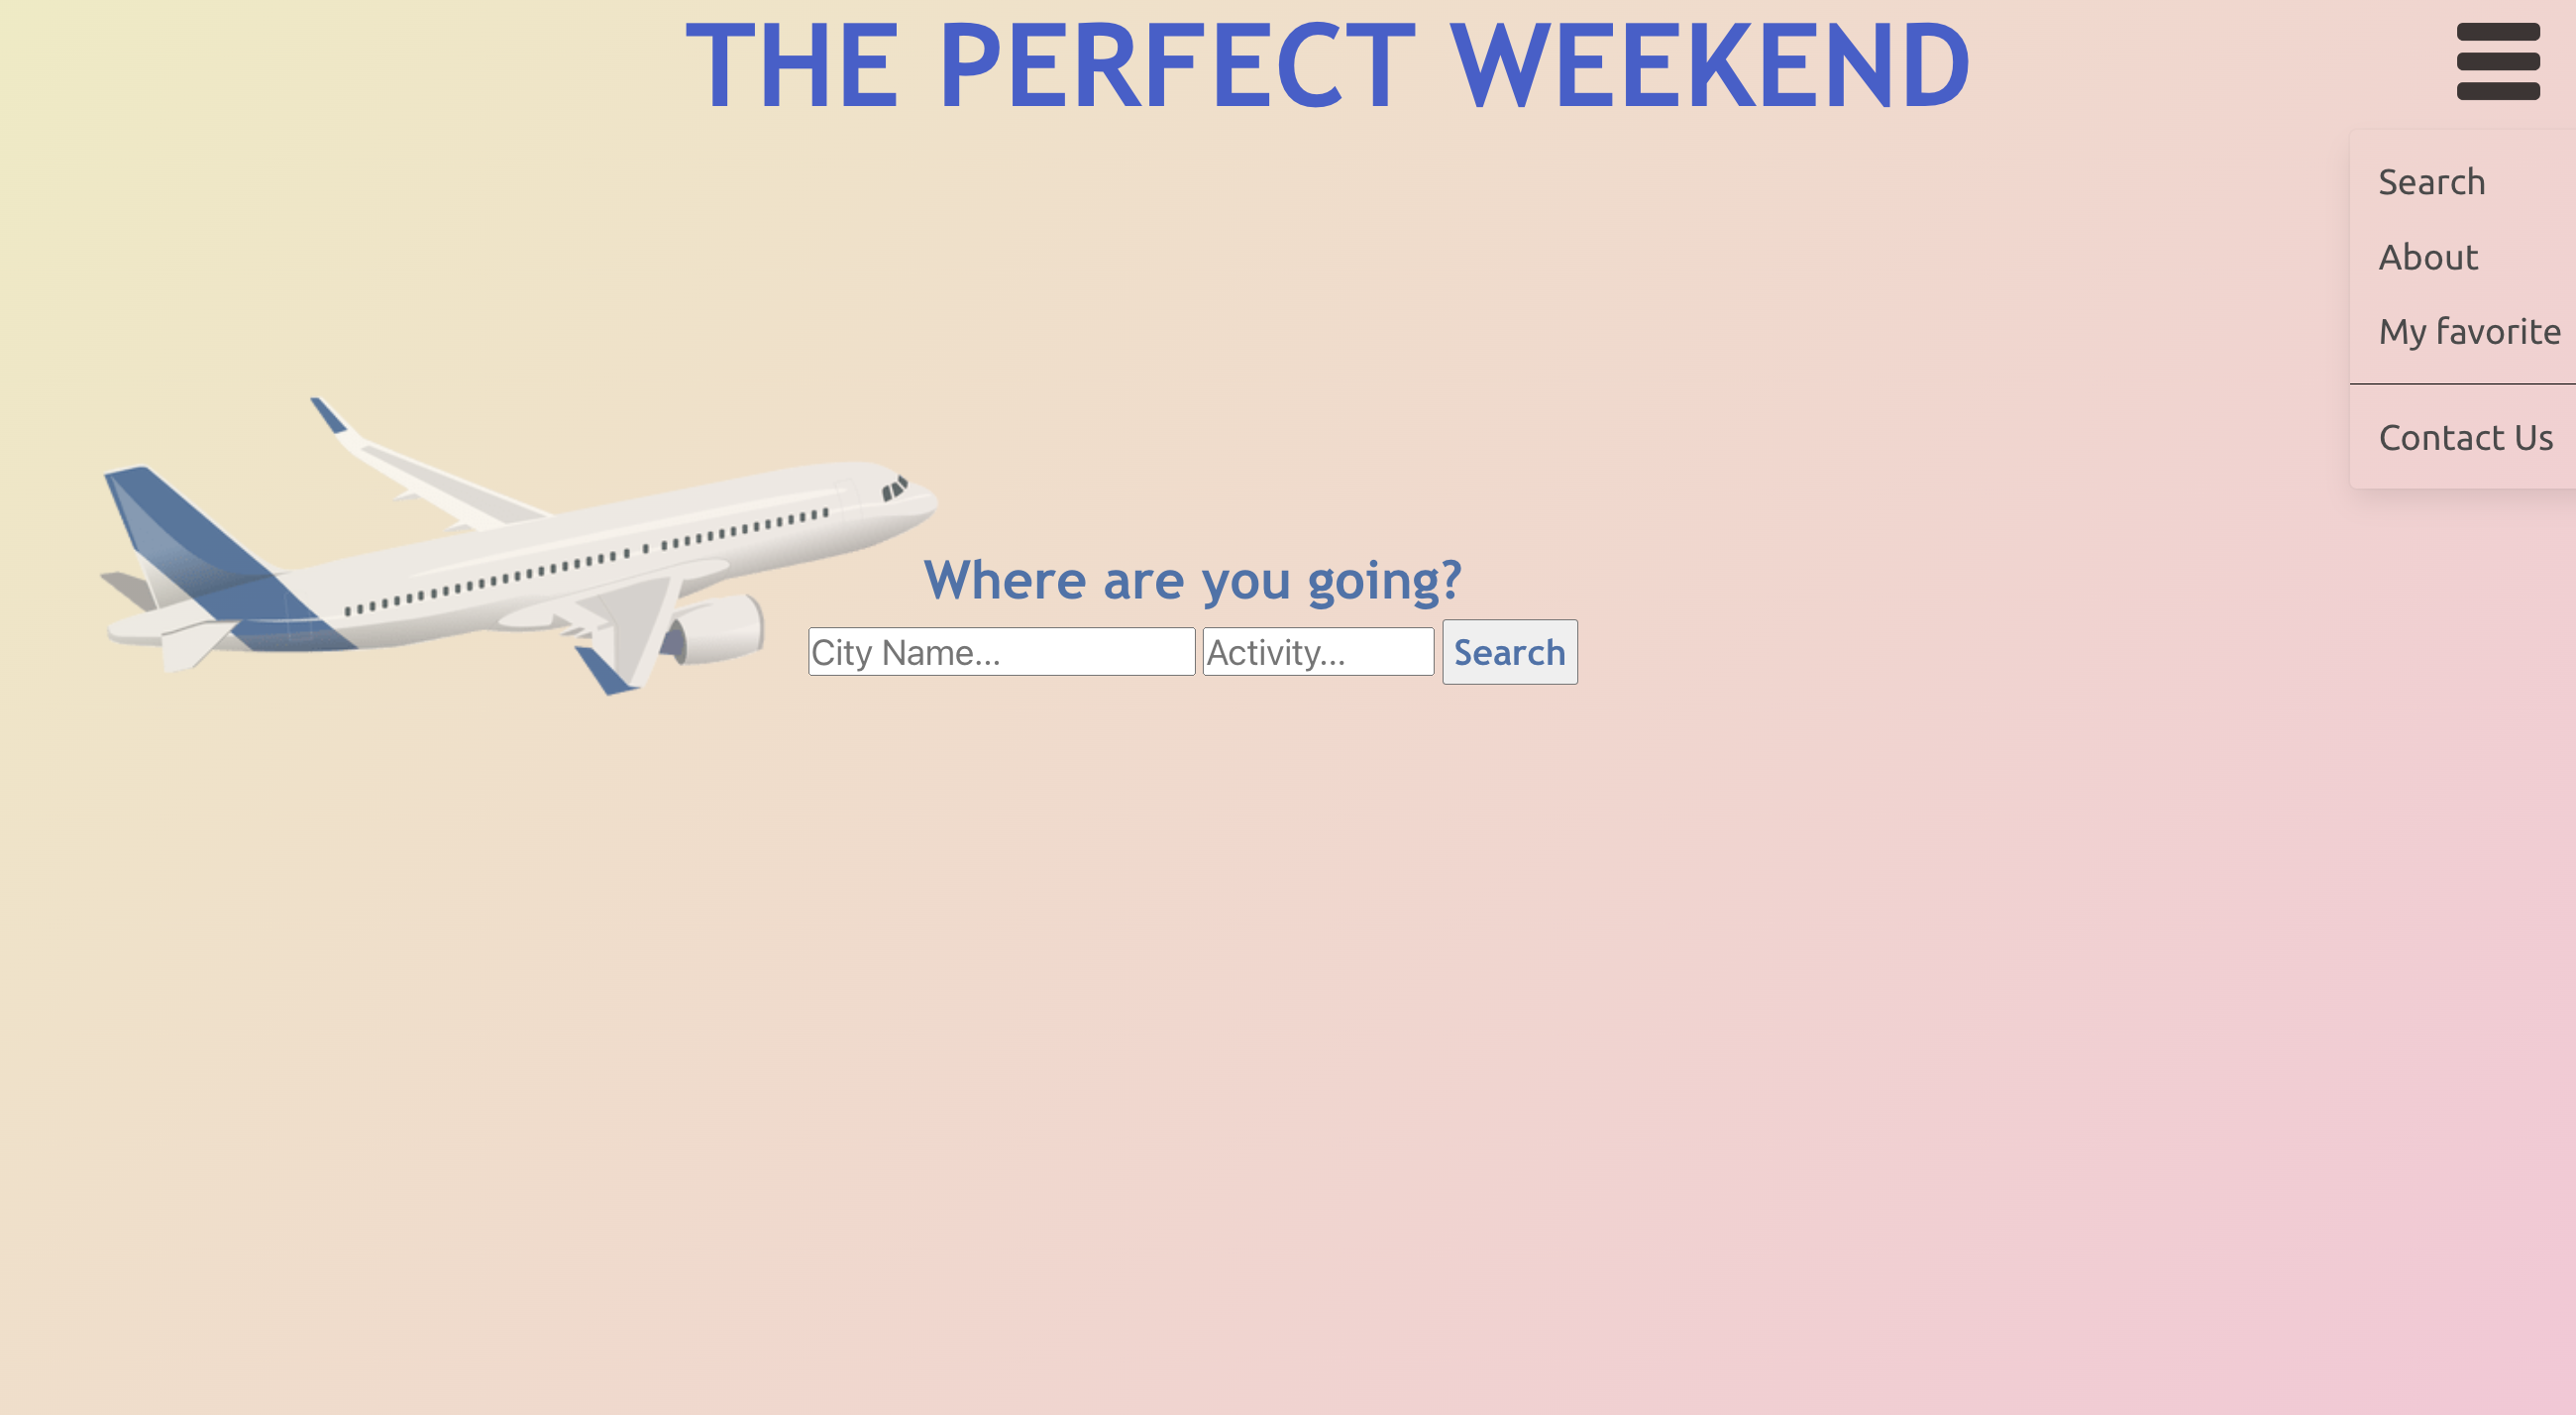 THE PERFECT WEEKEND
Search
About
My favorite
Contact Us
Where are you going?
City Name... Activity... Search